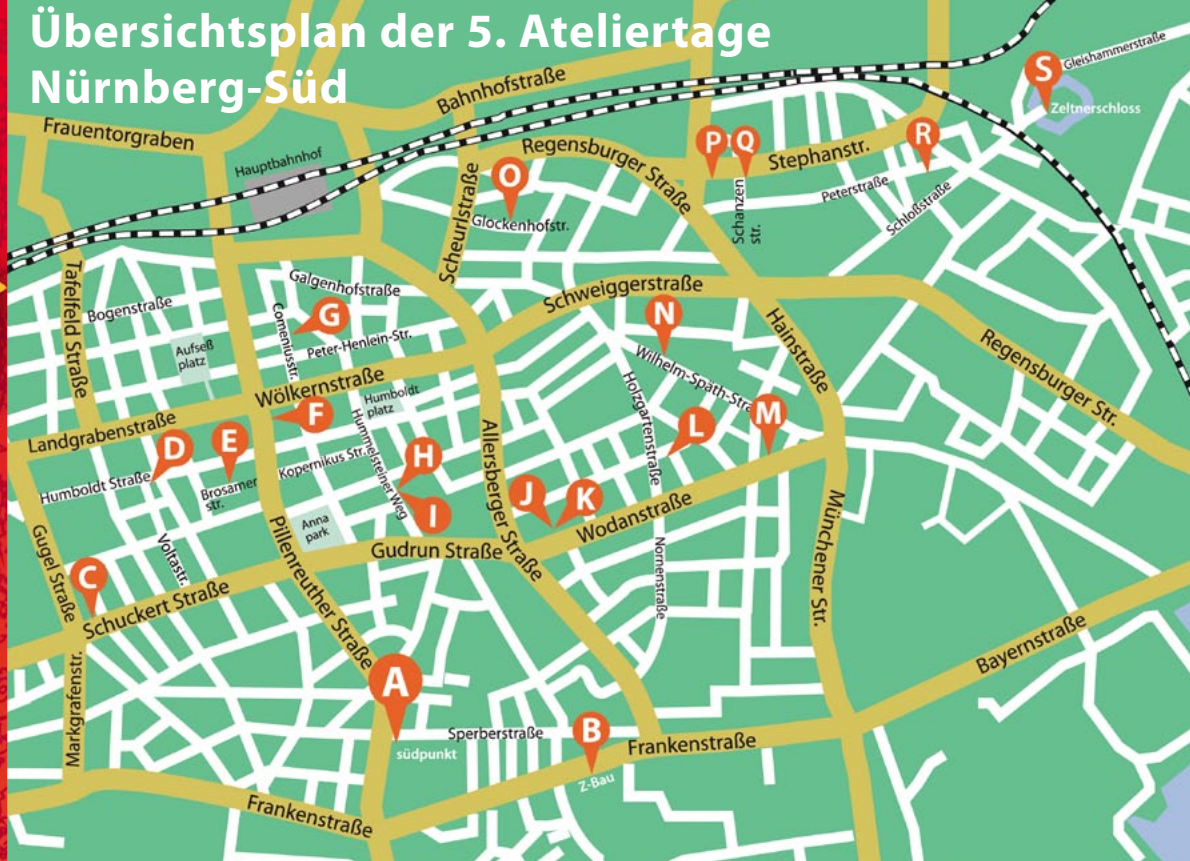 Übersichtsplan der 5. Ateliertage
Nürnberg-Süd
Gleishammerstraße
S
Zeltnerschloss
Bahnhofstraße
Frauentorgraben
Hauptbahnhof
Regensburger Straße
P
Q
R
Stephanstr.
O
Glockenhofstr.
Scheurlstraße
Peterstraße
Schloßstraße
Schanzen
str.
Tafelfeld Straße
Galgenhofstraße
Bogenstraße
Schweiggerstraße
Comeniusstr.
G
N
Peter-Henlein-Str.
Aufseß
platz
Hainstraße
Regensburger Str.
Wilhelm-Späth-Stra
Wölkernstraße
Humboldt
platz
Holzgartenstraße
F
M
L
Landgrabenstraße
D
E
Hummelsteiner Weg
H
Allersberger Straße
Kopernikus Str.
Humboldt Straße
Brosamer
str.
J
K
I
Wodanstraße
Münchener Str.
Anna
park
Gugel Straße
Voltastr.
Pillenreuther Straße
Gudrun Straße
Nornenstraße
C
Schuckert Straße
Bayernstraße
Markgrafenstr.
A
südpunkt
Sperberstraße
B
Frankenstraße
Z-Bau
Frankenstraße